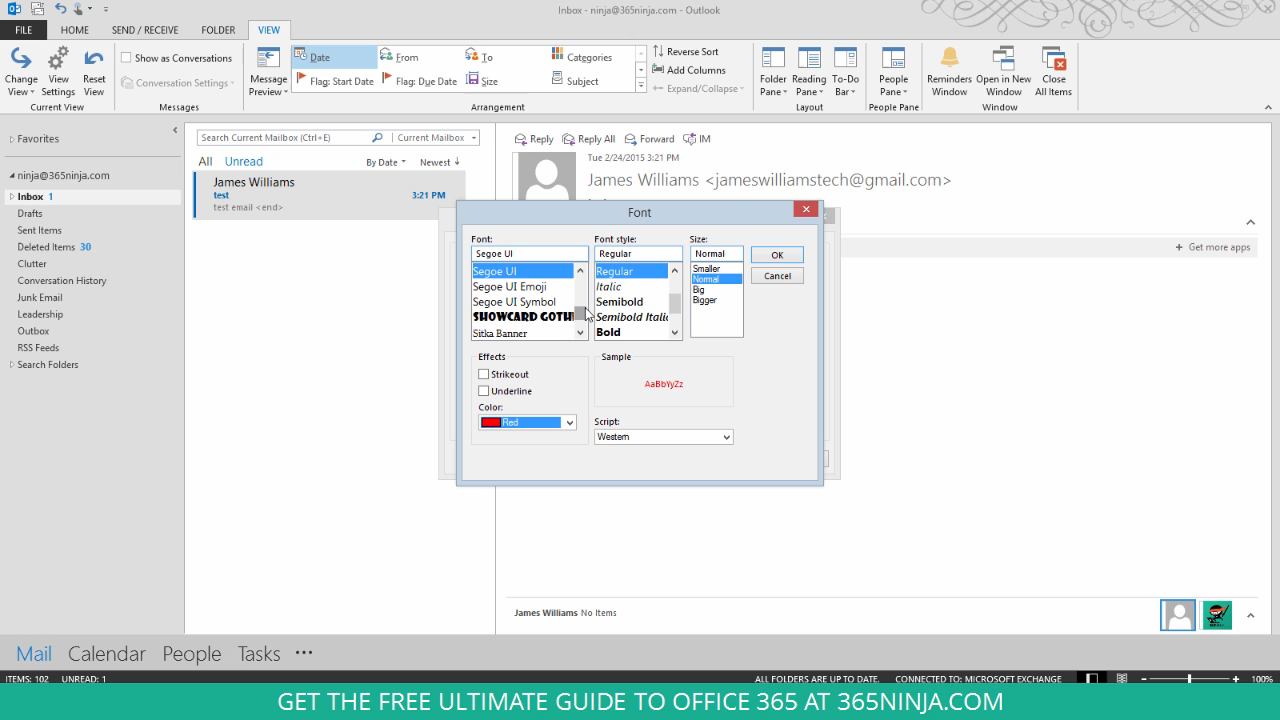 Inbox - ninja@365ninja.com - Outlook
FILE HOME SEND / RECEIVE FOLDER VIEW
Change View
View Settings
Reset View
Current View
Show as Conversations
Conversation Settings
Messages
Message Preview
Date From To Categories
Flag: Start Date Flag: Due Date Size Subject
Arrangement
Reverse Sort
Add Columns
Expand/Collapse
Folder Pane
Reading Pane
To-Do Bar
Layout
People Pane
People Pane
Reminders Window
Open in New Window
Close All Items
Window
Favorites
ninja@365ninja.com
Inbox 1
Drafts
Sent Items
Deleted Items 30
Clutter
Conversation History
Junk Email
Leadership
Outbox
RSS Feeds
Search Folders
Search Current Mailbox (Ctrl+E) Current Mailbox
All Unread By Date Newest
James Williams
test 3:21 PM
test email <end>
Reply Reply All Forward IM
Tue 2/24/2015 3:21 PM
James Williams <jameswilliamstech@gmail.com>
Get more apps
Font
Font: Font style: Size:
Segoe UI Regular Normal
Segoe UI
Segoe UI Emoji
Segoe UI Symbol
SHOWCARD GOTHI
Sitka Banner
Regular
Italic
Semibold
Semibold Italic
Bold
Smaller
Normal
Big
Bigger
OK
Cancel
Effects
Strikeout
Underline
Color:
Red
Sample
AaBbYyZz
Script:
Western
James Williams No Items
Mail Calendar People Tasks •••
ITEMS: 102 UNREAD: 1 ALL FOLDERS ARE UP TO DATE. CONNECTED TO: MICROSOFT EXCHANGE 100%
GET THE FREE ULTIMATE GUIDE TO OFFICE 365 AT 365NINJA.COM